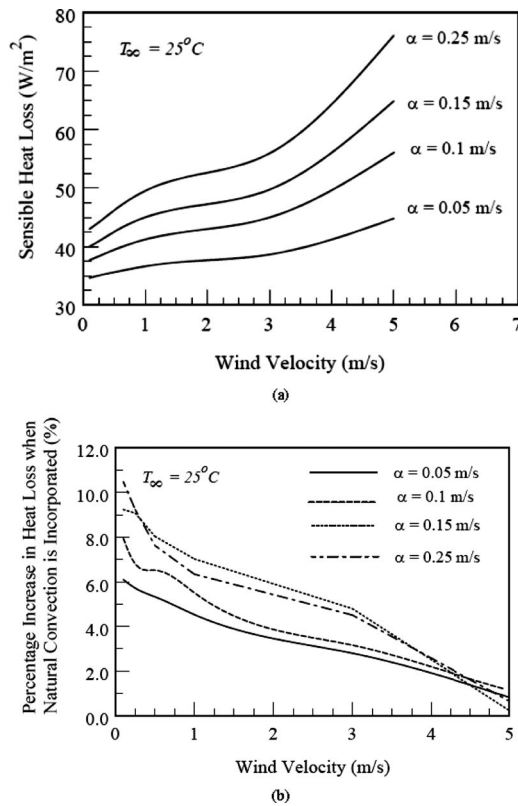 80
70
60
50
40
30
Sensible Heat Loss (W/m²)
T∞ = 25°C
α = 0.25 m/s
α = 0.15 m/s
α = 0.1 m/s
α = 0.05 m/s
0 1 2 3 4 5 6 7
Wind Velocity (m/s)
(a)
12.0
10.0
8.0
6.0
4.0
2.0
0.0
Percentage Increase in Heat Loss when
Natural Convection is Incorporated (%)
T∞ = 25°C
α = 0.05 m/s
α = 0.1 m/s
α = 0.15 m/s
α = 0.25 m/s
0 1 2 3 4 5
Wind Velocity (m/s)
(b)